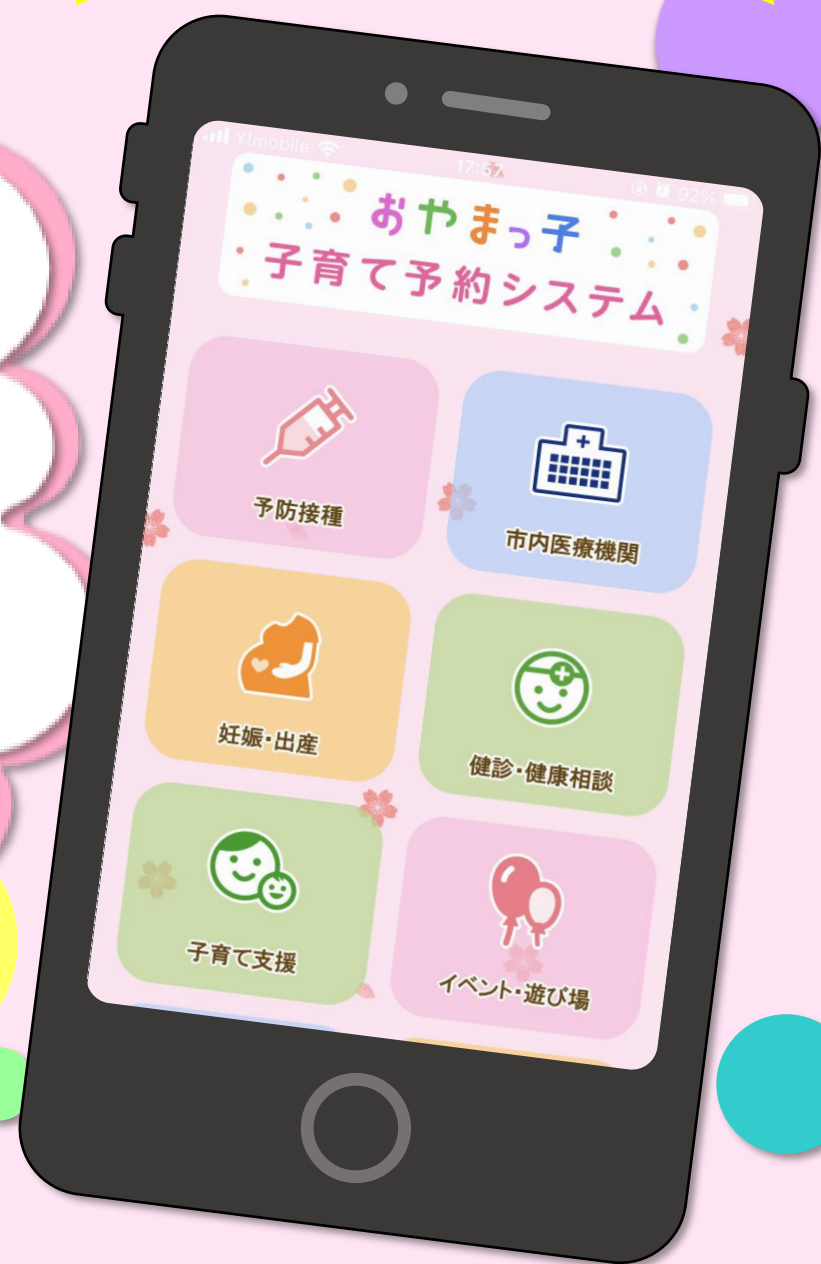 Y!mobile 17:57 92%
おやまっ子
子育て予約システム
予防接種
市内医療機関
妊娠・出産
健診・健康相談
子育て支援
イベント・遊び場